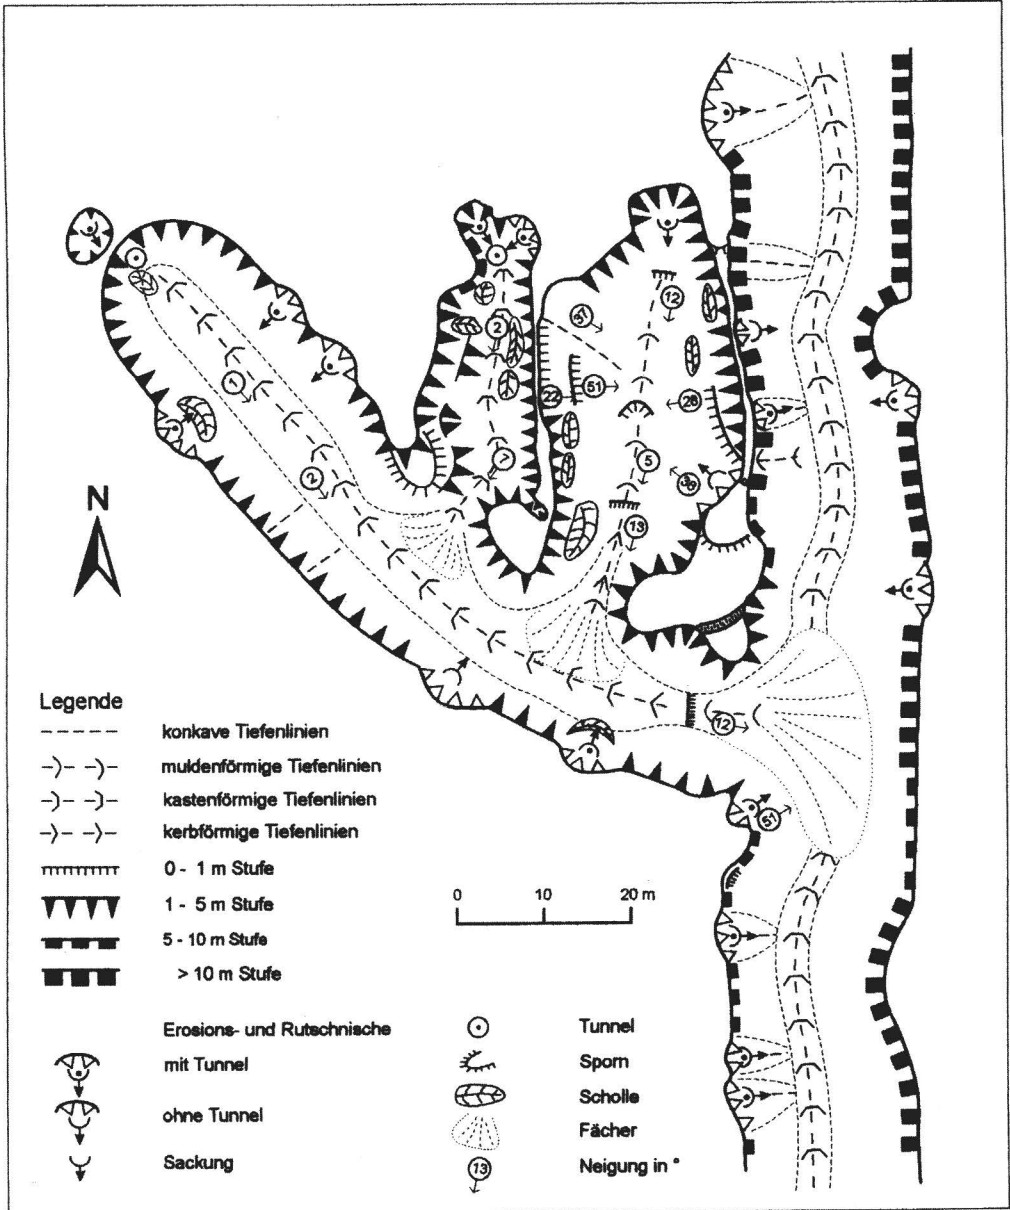 12
37
2
1
51
22
28
7
5
2
N
13
12
51
Legende
konkave Tiefenlinien
muldenförmige Tiefenlinien
kastenförmige Tiefenlinien
kerbförmige Tiefenlinien
0 - 1 m Stufe
1 - 5 m Stufe
5 - 10 m Stufe
> 10 m Stufe
0 10 20 m
Erosions- und Rutschnische
mit Tunnel
ohne Tunnel
Sackung
Tunnel
Sporn
Scholle
Fächer
13
Neigung in °